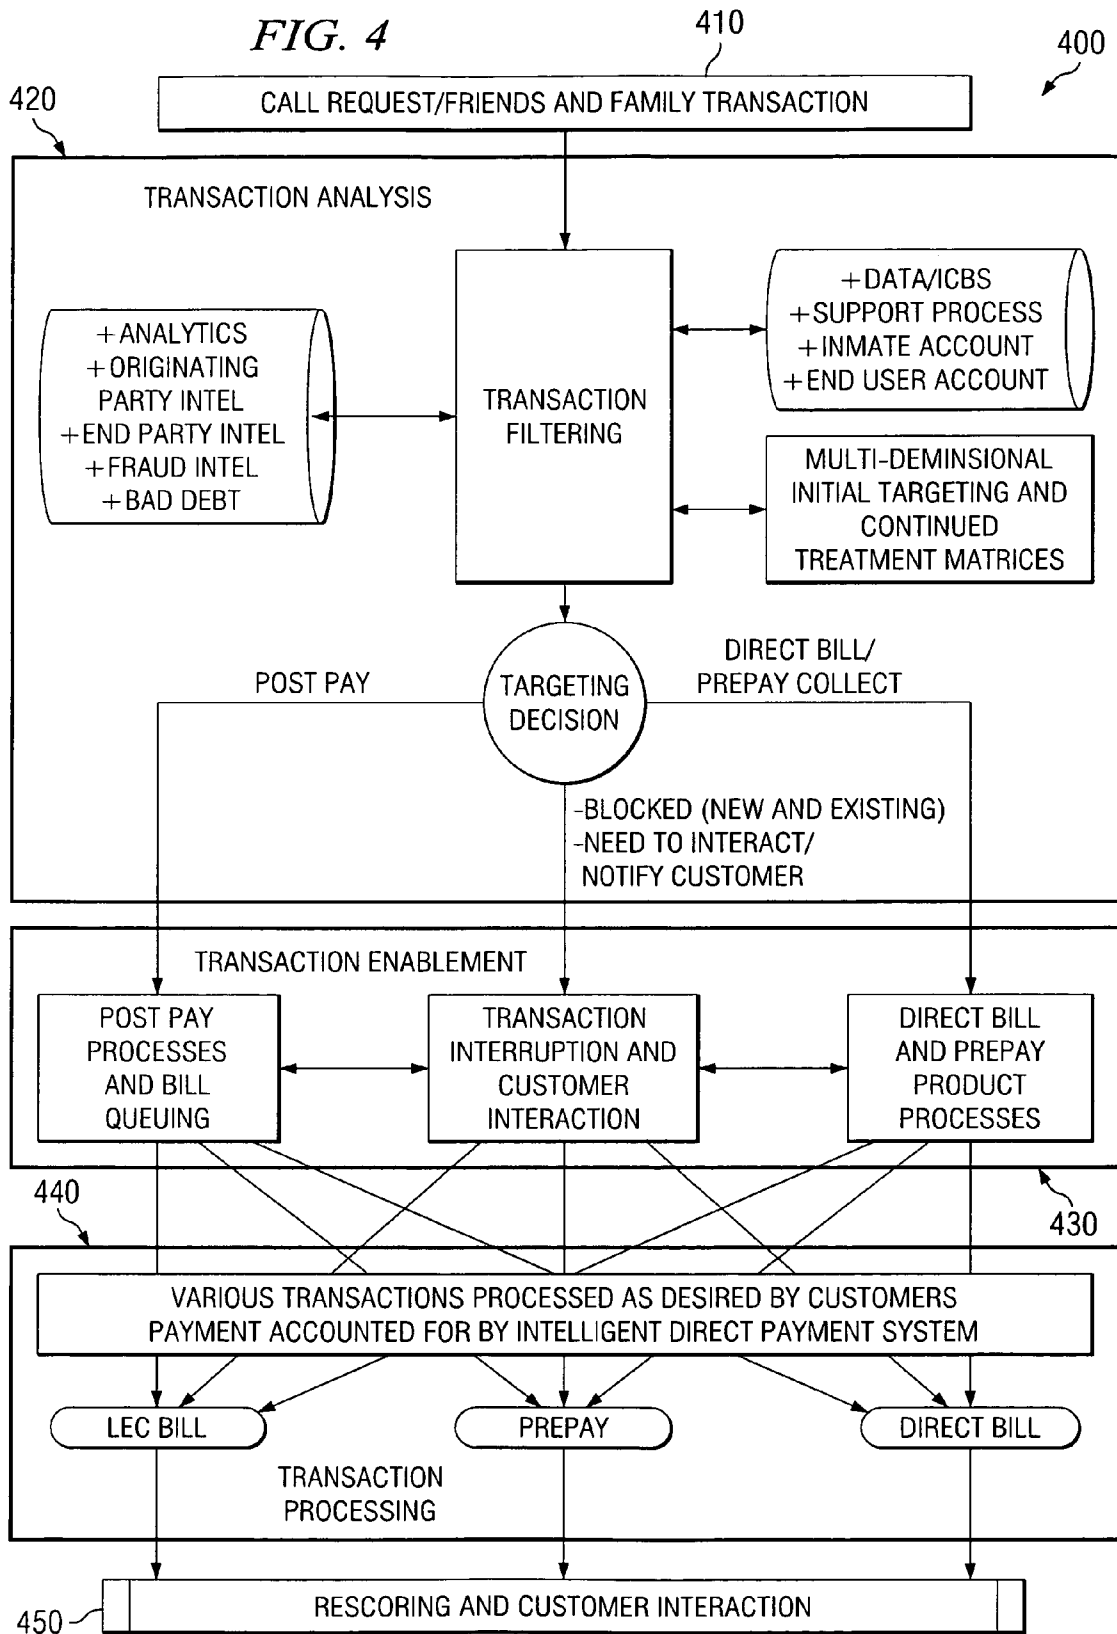 FIG. 4
410
400
CALL REQUEST/FRIENDS AND FAMILY TRANSACTION
420
TRANSACTION ANALYSIS
+DATA/ICBS
+SUPPORT PROCESS
+INMATE ACCOUNT
+END USER ACCOUNT
+ANALYTICS
+ORIGINATING
PARTY INTEL
+END PARTY INTEL
+FRAUD INTEL
+BAD DEBT
TRANSACTION
FILTERING
MULTI-DEMINSIONAL
INITIAL TARGETING AND
CONTINUED
TREATMENT MATRICES
POST PAY
TARGETING
DECISION
DIRECT BILL/
PREPAY COLLECT
-BLOCKED (NEW AND EXISTING)
-NEED TO INTERACT/
NOTIFY CUSTOMER
TRANSACTION ENABLEMENT
POST PAY
PROCESSES
AND BILL
QUEUING
TRANSACTION
INTERRUPTION AND
CUSTOMER
INTERACTION
DIRECT BILL
AND PREPAY
PRODUCT
PROCESSES
440
430
VARIOUS TRANSACTIONS PROCESSED AS DESIRED BY CUSTOMERS
PAYMENT ACCOUNTED FOR BY INTELLIGENT DIRECT PAYMENT SYSTEM
LEC BILL
PREPAY
DIRECT BILL
TRANSACTION
PROCESSING
RESCORING AND CUSTOMER INTERACTION
450